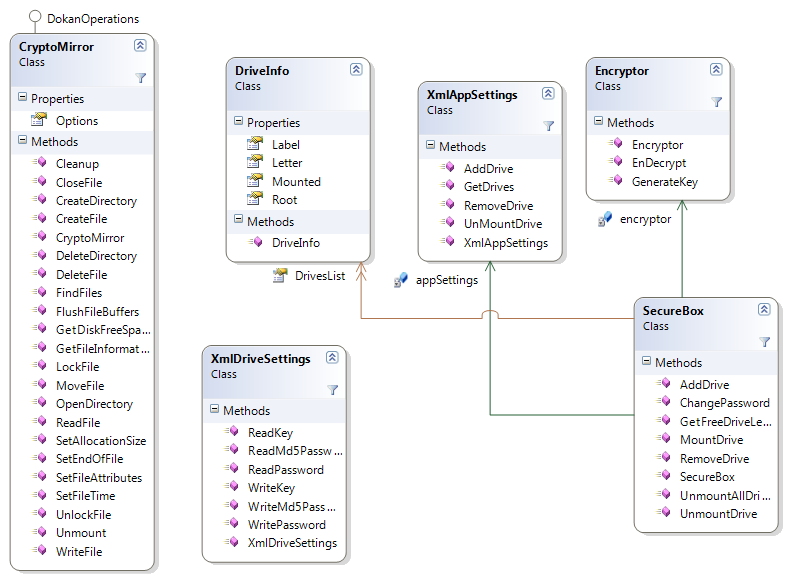 DokanOperations
CryptoMirror
Class
Properties
Options
Methods
Cleanup
CloseFile
CreateDirectory
CreateFile
CryptoMirror
DeleteDirectory
DeleteFile
FindFiles
FlushFileBuffers
GetDiskFreeSpa...
GetFileInformat...
LockFile
MoveFile
OpenDirectory
ReadFile
SetAllocationSize
SetEndOfFile
SetFileAttributes
SetFileTime
UnlockFile
Unmount
WriteFile
DriveInfo
Class
Properties
Label
Letter
Mounted
Root
Methods
DriveInfo
DrivesList
XmlAppSettings
Class
Methods
AddDrive
GetDrives
RemoveDrive
UnMountDrive
XmlAppSettings
appSettings
Encryptor
Class
Methods
Encryptor
EnDecrypt
GenerateKey
encryptor
XmlDriveSettings
Class
Methods
ReadKey
ReadMd5Passw...
ReadPassword
WriteKey
WriteMd5Pass...
WritePassword
XmlDriveSettings
SecureBox
Class
Methods
AddDrive
ChangePassword
GetFreeDriveLe...
MountDrive
RemoveDrive
SecureBox
UnmountAllDri...
UnmountDrive